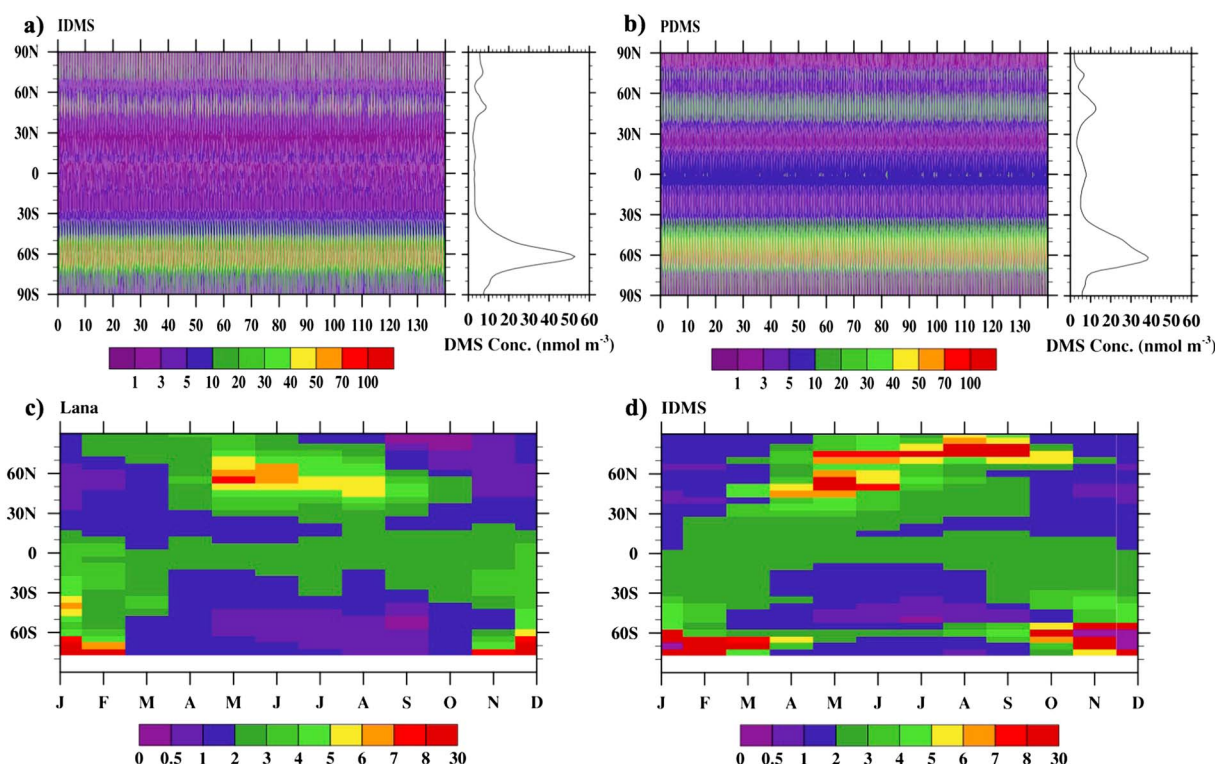 a) IDMS
b) PDMS
90N
60N
30N
0
30S
60S
90S
0 10 20 30 40 50 60 70 80 90 100 110 120 130
0 10 20 30 40 50 60
DMS Conc. (nmol m⁻³)
1 3 5 10 20 30 40 50 70 100
90N
60N
30N
0
30S
60S
90S
0 10 20 30 40 50 60 70 80 90 100 110 120 130
0 10 20 30 40 50 60
DMS Conc. (nmol m⁻³)
1 3 5 10 20 30 40 50 70 100
c) Lana
d) IDMS
60N
30N
0
30S
60S
J F M A M J J A S O N D
0 0.5 1 2 3 4 5 6 7 8 30
60N
30N
0
30S
60S
J F M A M J J A S O N D
0 0.5 1 2 3 4 5 6 7 8 30